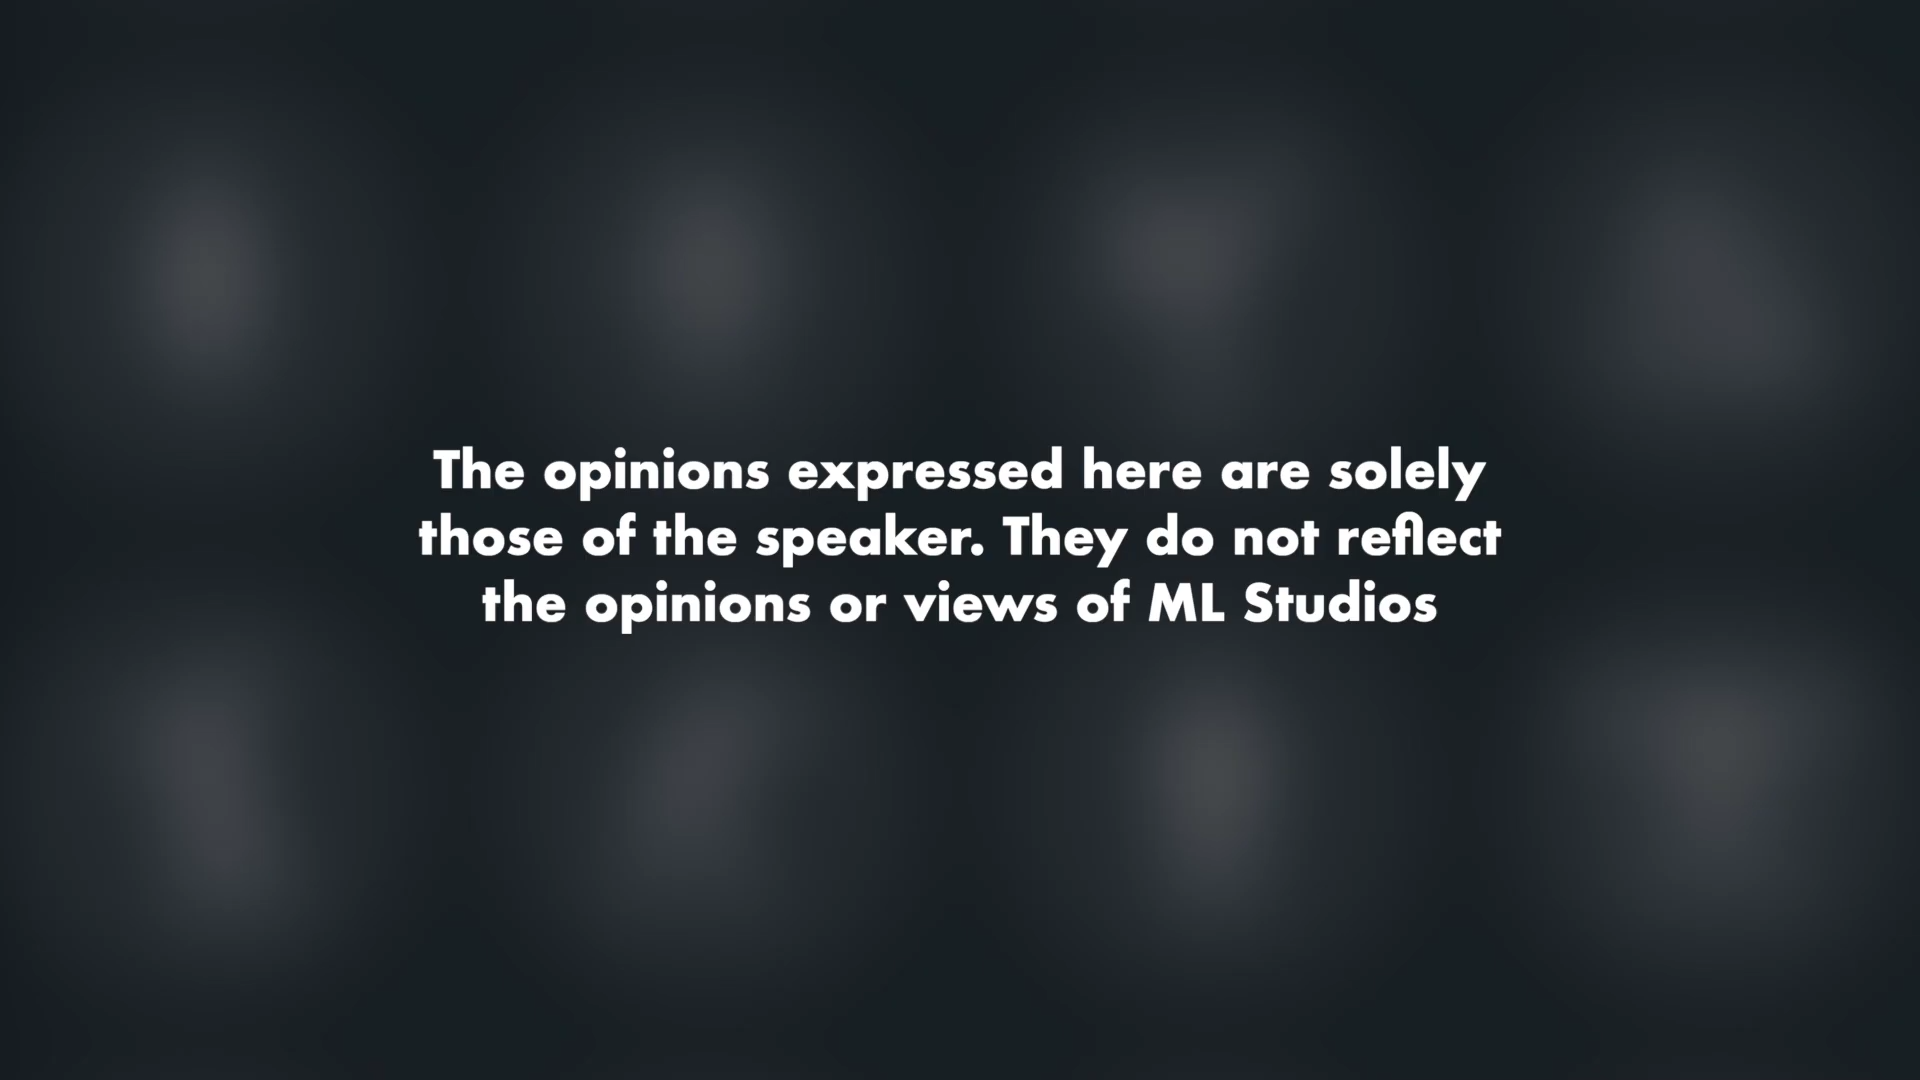 The opinions expressed here are solely
those of the speaker. They do not reflect
the opinions or views of ML Studios